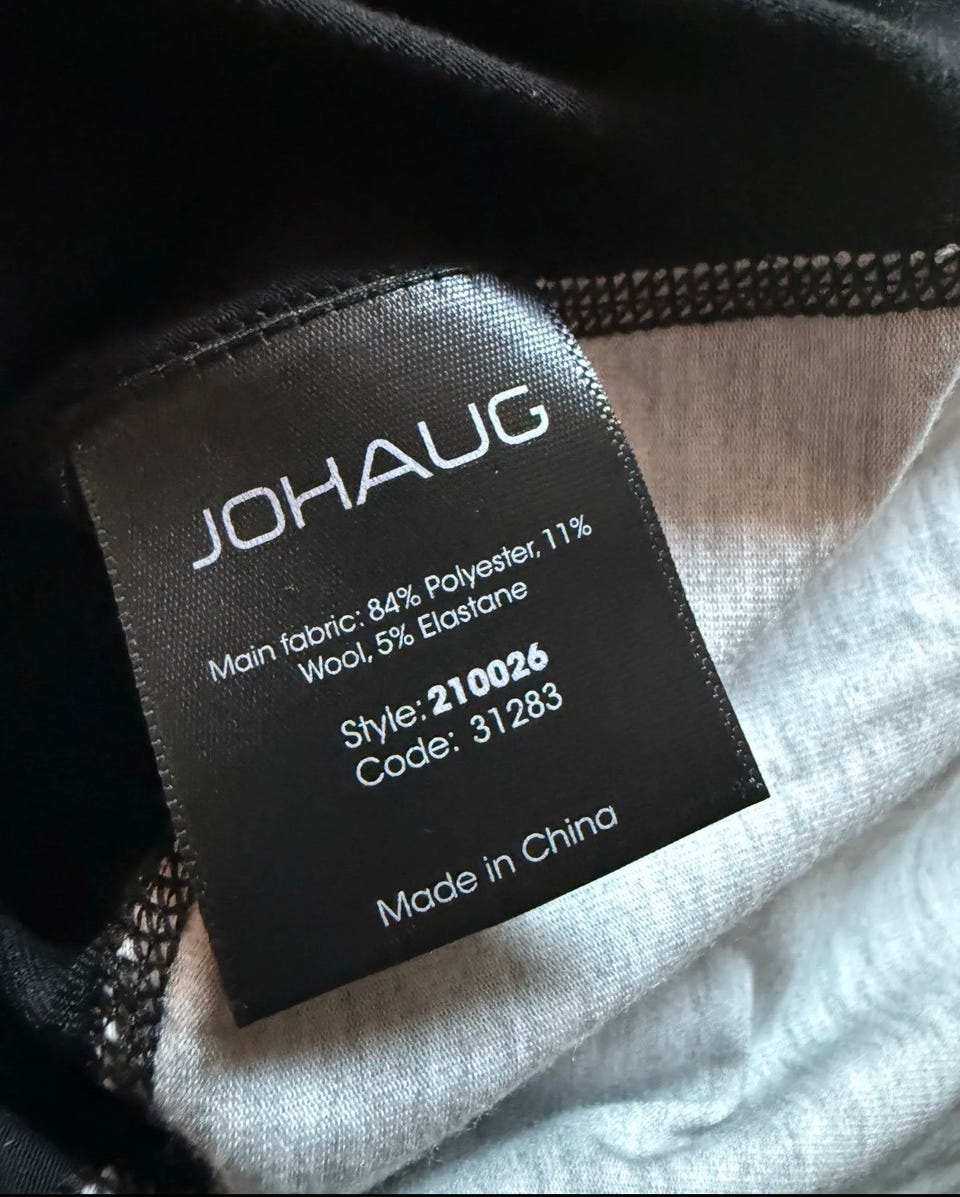 JOHAUG
Main fabric: 84% Polyester, 11%
Wool, 5% Elastane
Style: 210026
Code: 31283
Made in China